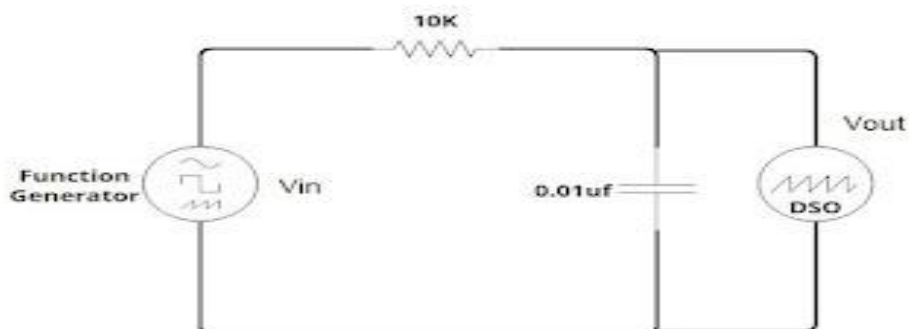 10K
Vout
Function
Generator
Vin
0.01uf
DSO